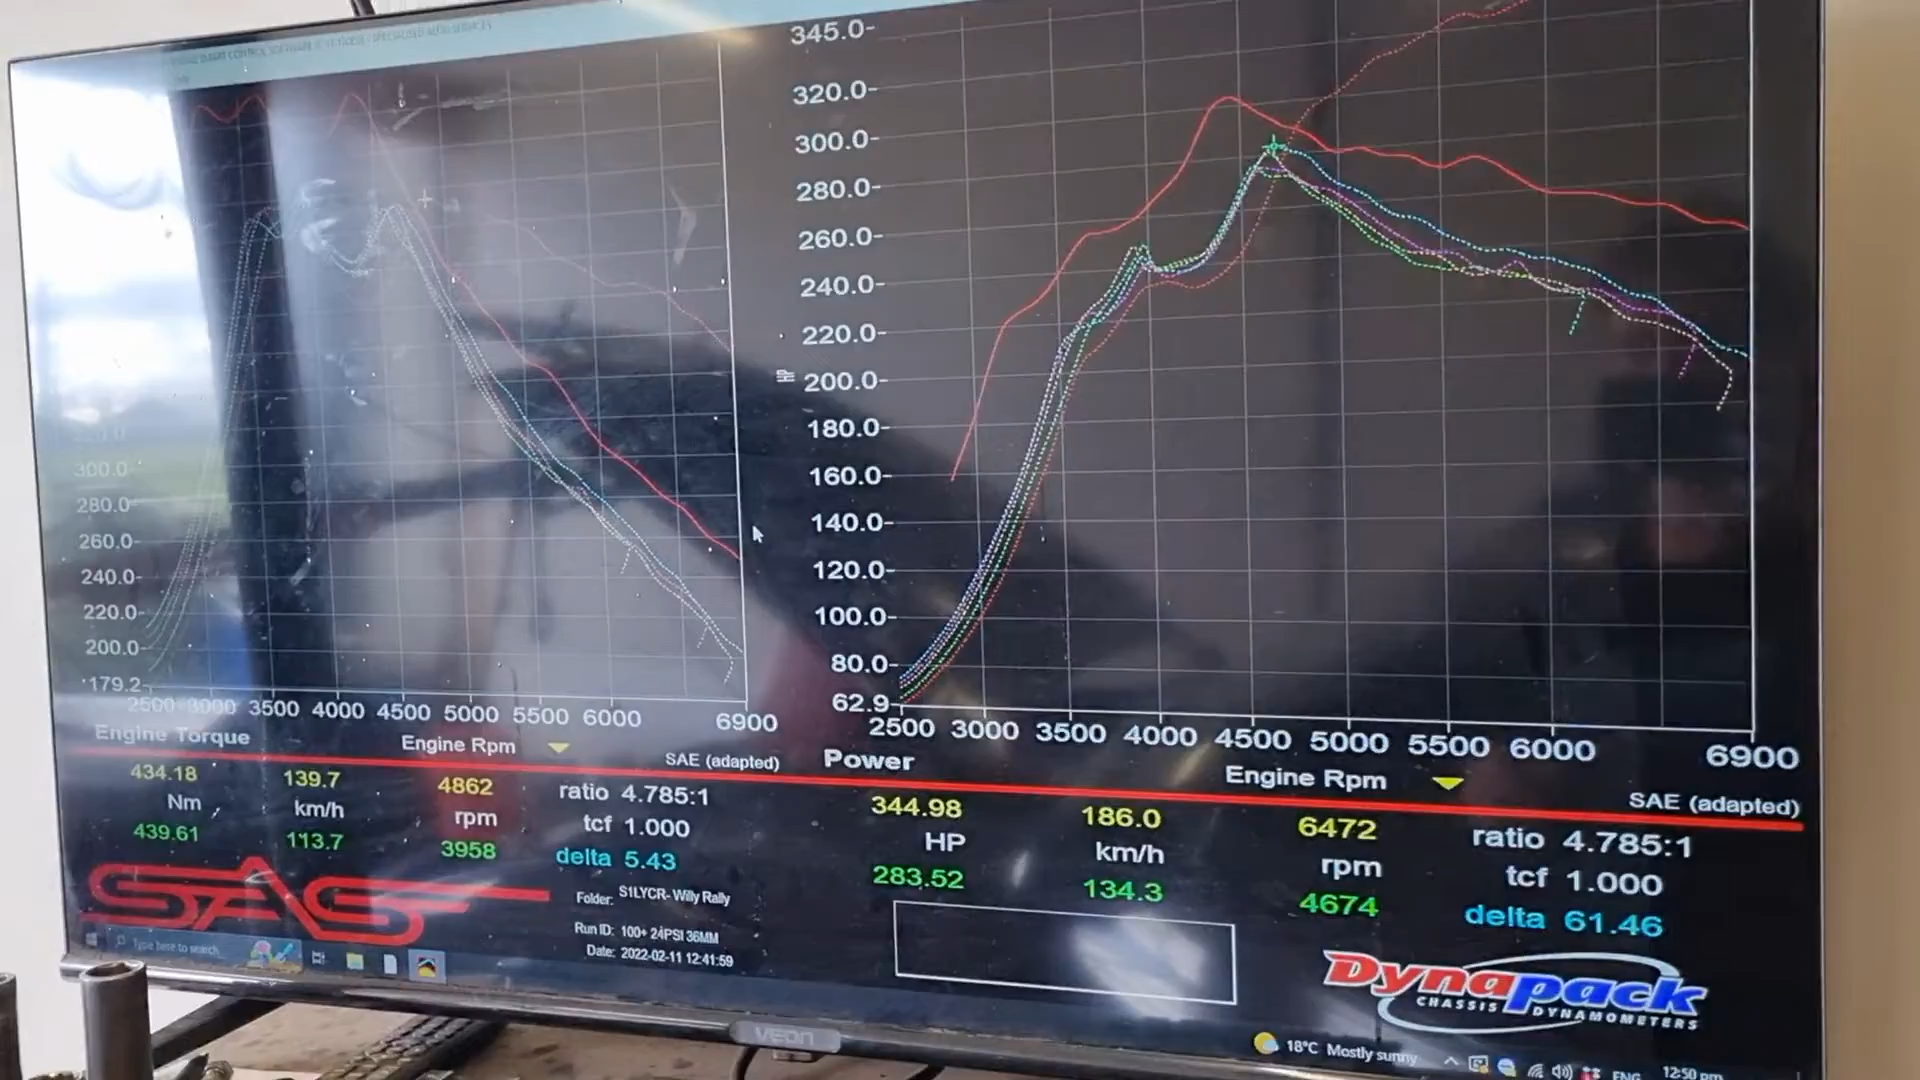 345.0-
320.0-
300.0-
280.0-
260.0-
240.0-
220.0-
200.0-
180.0-
160.0-
140.0-
120.0-
100.0-
80.0-
62.9-
HP
2500 3000 3500 4000 4500 5000 5500 6000 6900
Power
Engine Rpm
SAE (adapted)
300.0-
280.0-
260.0-
240.0-
220.0-
200.0-
179.2-
2500 3000 3500 4000 4500 5000 5500 6000 6900
Engine Torque
Engine Rpm
SAE (adapted)
434.18 139.7 4862 ratio 4.785:1
Nm km/h rpm tcf 1.000
439.61 113.7 3958 delta 5.43
344.98 186.0 6472 ratio 4.785:1
HP km/h rpm tcf 1.000
283.52 134.3 4674 delta 61.46
SAS
Folder: S1LYCR- Willy Rally
Run ID: 100+ 24PSI 36MM
Date: 2022-02-11 12:41:59
Dynapack
CHASSIS DYNAMOMETERS
Type here to search
18°C Mostly sunny
ENG
12:50 pm
VEON